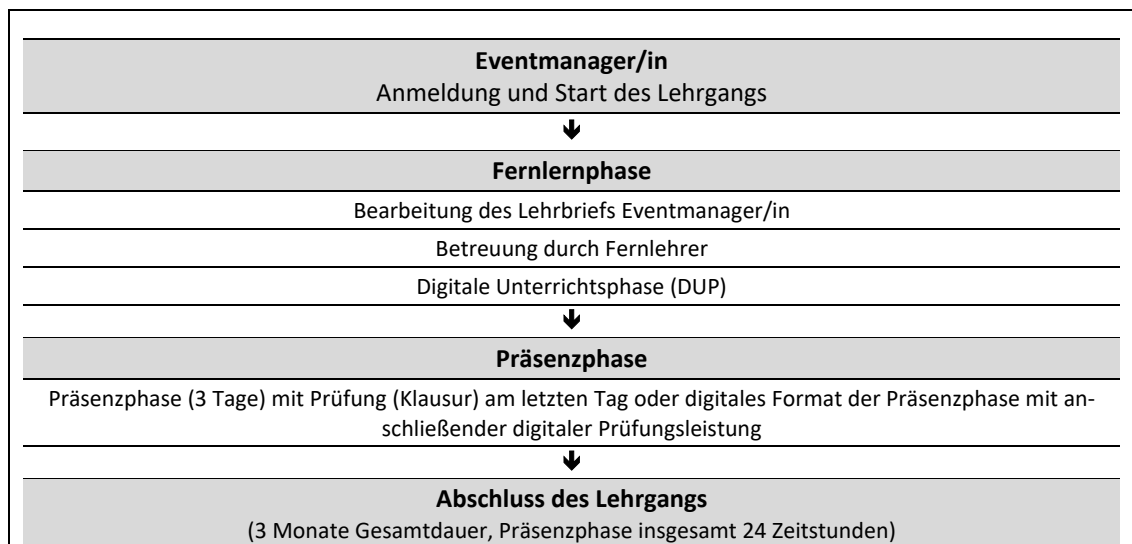 Eventmanager/in
Anmeldung und Start des Lehrgangs
🡻
Fernlernphase
Bearbeitung des Lehrbriefs Eventmanager/in
Betreuung durch Fernlehrer
Digitale Unterrichtsphase (DUP)
🡻
Präsenzphase
Präsenzphase (3 Tage) mit Prüfung (Klausur) am letzten Tag oder digitales Format der Präsenzphase mit an-
schließender digitaler Prüfungsleistung
🡻
Abschluss des Lehrgangs
(3 Monate Gesamtdauer, Präsenzphase insgesamt 24 Zeitstunden)